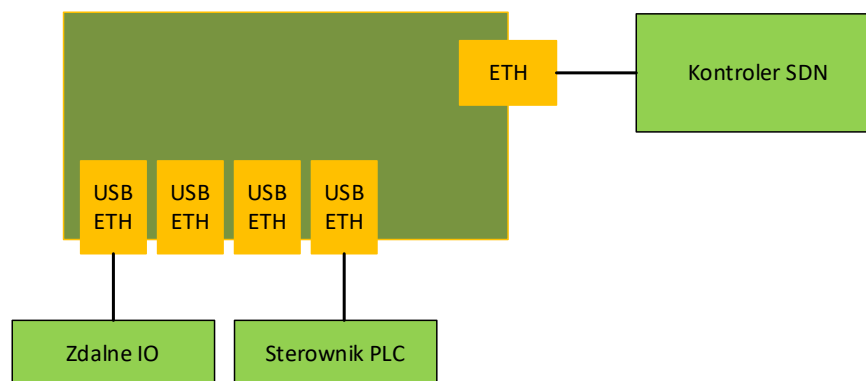 ETH
Kontroler SDN
USB
ETH
USB
ETH
USB
ETH
USB
ETH
Zdalne IO
Sterownik PLC